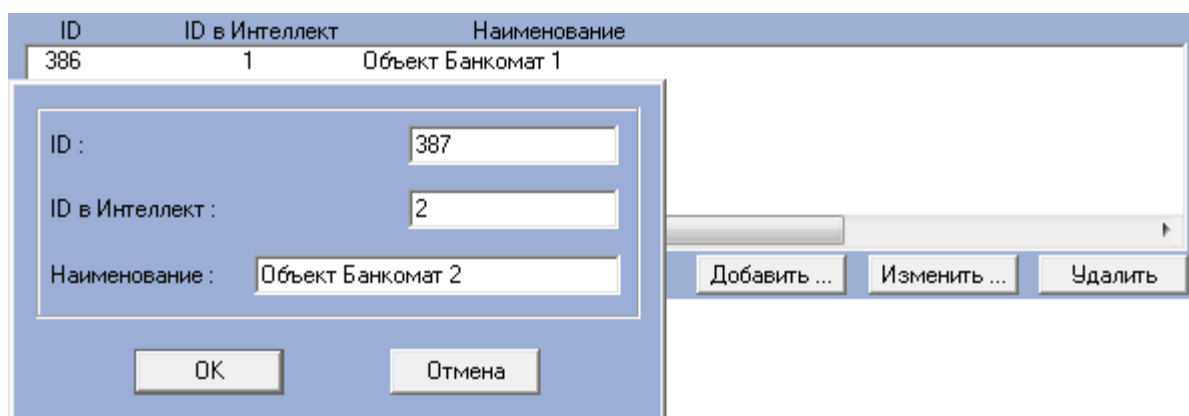 ID ID в Интеллект Наименование
386 1 Объект Банкомат 1
ID : 387
ID в Интеллект : 2
Наименование : Объект Банкомат 2
Добавить ... Изменить ... Удалить
OK Отмена